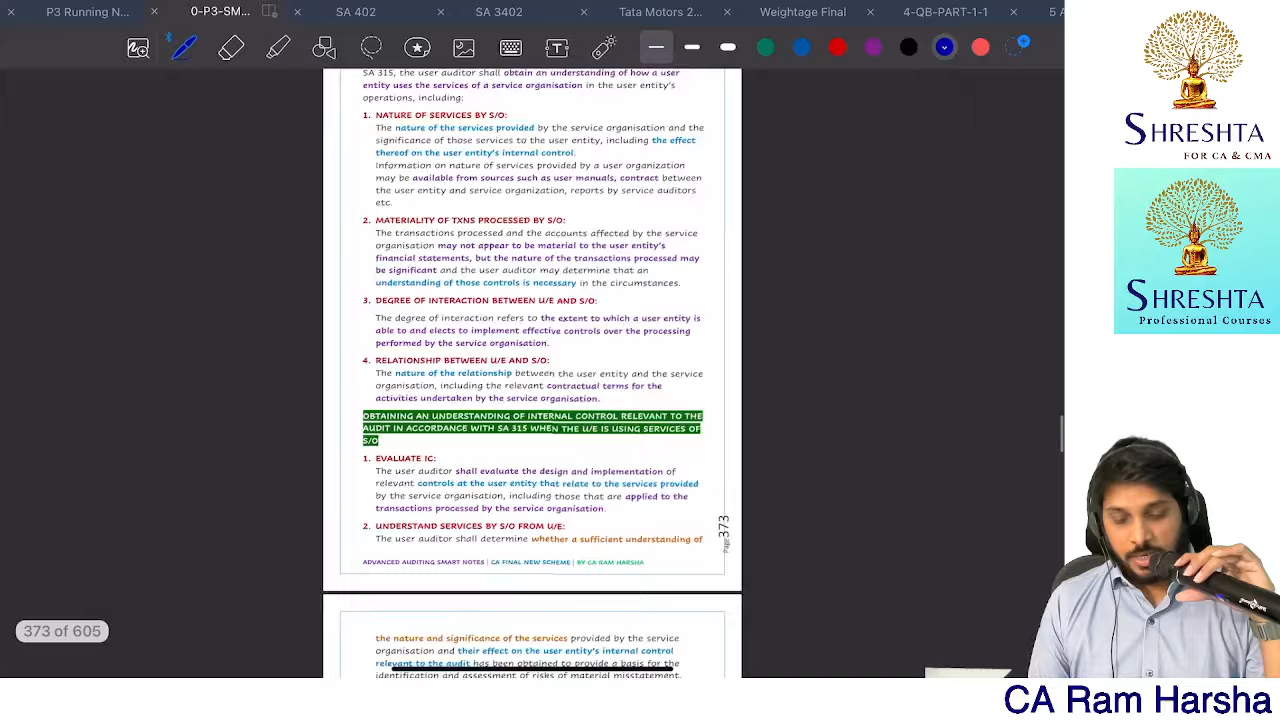 P3 Running N...
0-P3-SM...
SA 402
SA 3402
Tata Motors 2...
Weightage Final
4-QB-PART-1-1
5 A
SA 315, the user auditor shall obtain an understanding of how a user
entity uses the services of a service organisation in the user entity's
operations, including:
1. NATURE OF SERVICES BY S/O:
The nature of the services provided by the service organisation and the
significance of those services to the user entity, including the effect
thereof on the user entity's internal control.
Information on nature of services provided by a user organization
may be available from sources such as user manuals, contract between
the user entity and service organization, reports by service auditors
etc.
2. MATERIALITY OF TXNS PROCESSED BY S/O:
The transactions processed and the accounts affected by the service
organisation may not appear to be material to the user entity's
financial statements, but the nature of the transactions processed may
be significant and the user auditor may determine that an
understanding of those controls is necessary in the circumstances.
3. DEGREE OF INTERACTION BETWEEN U/E AND S/O:
The degree of interaction refers to the extent to which a user entity is
able to and elects to implement effective controls over the processing
performed by the service organisation.
4. RELATIONSHIP BETWEEN U/E AND S/O:
The nature of the relationship between the user entity and the service
organisation, including the relevant contractual terms for the
activities undertaken by the service organisation.
OBTAINING AN UNDERSTANDING OF INTERNAL CONTROL RELEVANT TO THE
AUDIT IN ACCORDANCE WITH SA 315 WHEN THE U/E IS USING SERVICES OF
S/O
1. EVALUATE IC:
The user auditor shall evaluate the design and implementation of
relevant controls at the user entity that relate to the services provided
by the service organisation, including those that are applied to the
transactions processed by the service organisation.
2. UNDERSTAND SERVICES BY S/O FROM U/E:
The user auditor shall determine whether a sufficient understanding of
Page 373
ADVANCED AUDITING SMART NOTES | CA FINAL NEW SCHEME | BY CA RAM HARSHA
373 of 605
the nature and significance of the services provided by the service
organisation and their effect on the user entity's internal control
relevant to the audit has been obtained to provide a basis for the
identification and assessment of risks of material misstatement.
SHRESHTA
FOR CA & CMA
SHRESHTA
Professional Courses
CA Ram Harsha